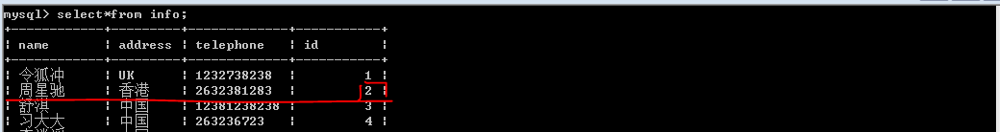 mysql> select*from info;
| name | address | telephone | id |
| 令狐冲 | UK | 1232738238 | 1 |
| 周星驰 | 香港 | 2632381283 | 2 |
| 舒淇 | 中国 | 12381238238 | 3 |
| 习大大 | 中国 | 263236723 | 4 |